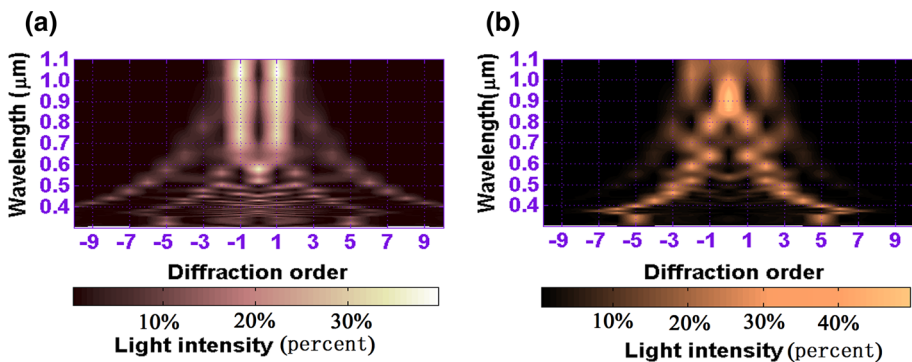 (a)
Wavelength (μm)
1.1
1.0
0.9
0.8
0.7
0.6
0.5
0.4
-9 -7 -5 -3 -1 1 3 5 7 9
Diffraction order
10% 20% 30%
Light intensity (percent)
(b)
Wavelength(μm)
1.1
1.0
0.9
0.8
0.7
0.6
0.5
0.4
-9 -7 -5 -3 -1 1 3 5 7 9
Diffraction order
10% 20% 30% 40%
Light intensity (percent)